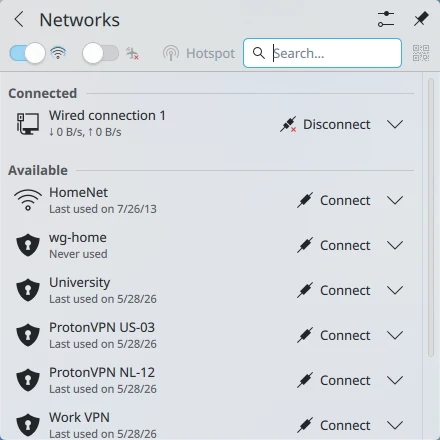 Networks
Hotspot
Search...
Connected
Wired connection 1
↓ 0 B/s, ↑ 0 B/s
Disconnect
Available
HomeNet
Last used on 7/26/13
Connect
wg-home
Never used
Connect
University
Last used on 5/28/26
Connect
ProtonVPN US-03
Last used on 5/28/26
Connect
ProtonVPN NL-12
Last used on 5/28/26
Connect
Work VPN
Last used on 5/28/26
Connect